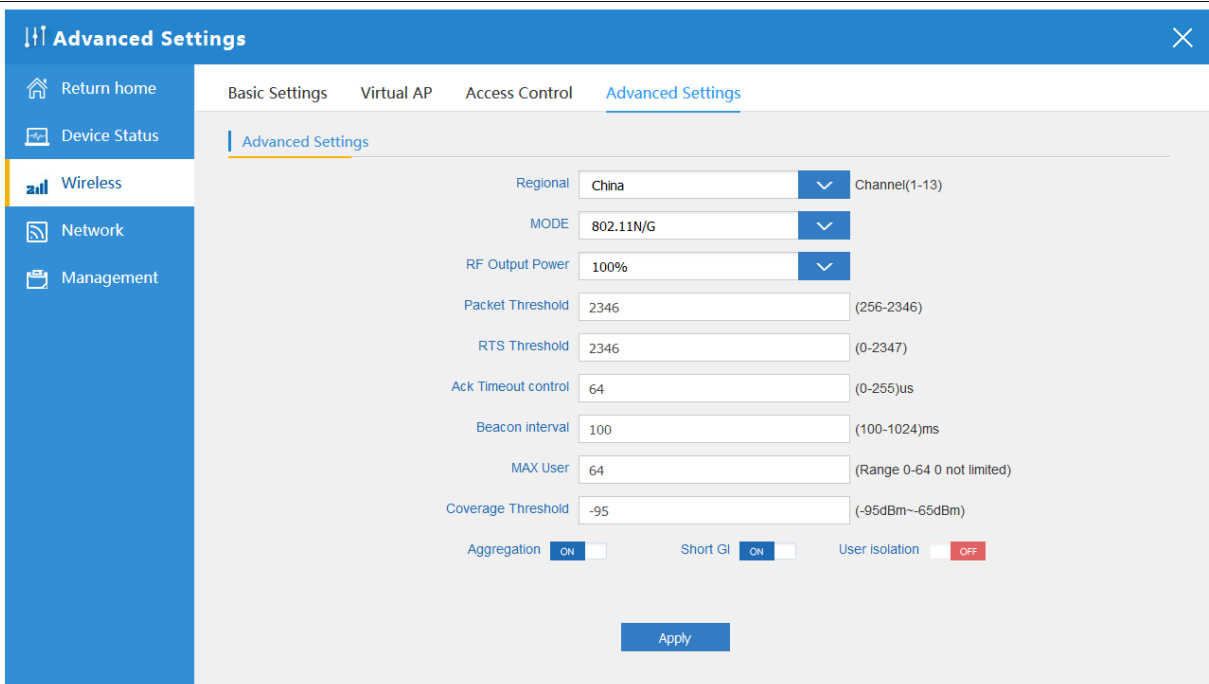 Advanced Settings
Return home
Device Status
Wireless
Network
Management
Basic Settings Virtual AP Access Control Advanced Settings
Advanced Settings
Regional China Channel(1-13)
MODE 802.11N/G
RF Output Power 100%
Packet Threshold 2346 (256-2346)
RTS Threshold 2346 (0-2347)
Ack Timeout control 64 (0-255)us
Beacon interval 100 (100-1024)ms
MAX User 64 (Range 0-64 0 not limited)
Coverage Threshold -95 (-95dBm~-65dBm)
Aggregation ON Short GI ON User isolation OFF
Apply